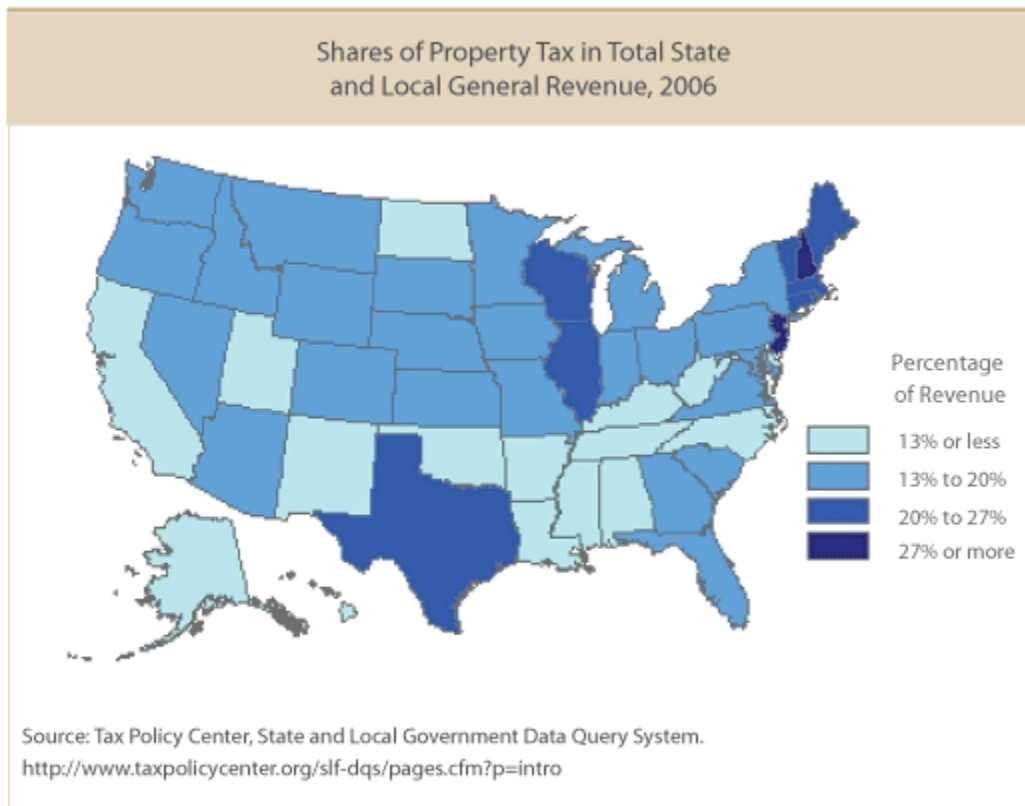 Shares of Property Tax in Total State
and Local General Revenue, 2006
Percentage
of Revenue
13% or less
13% to 20%
20% to 27%
27% or more
Source: Tax Policy Center, State and Local Government Data Query System.
http://www.taxpolicycenter.org/slf-dqs/pages.cfm?p=intro